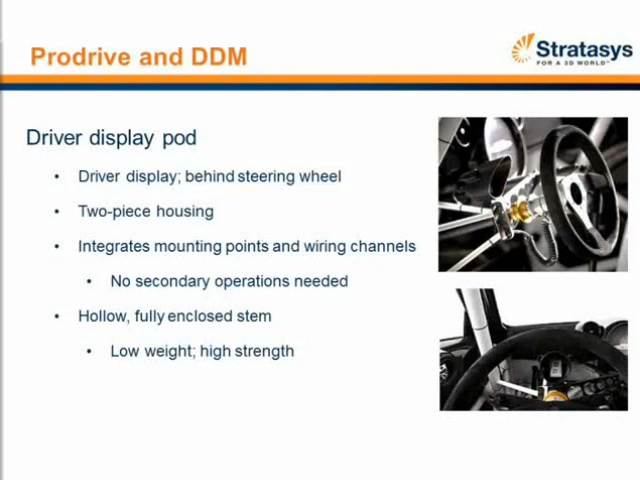 Prodrive and DDM
Stratasys
FOR A 3D WORLD™
Driver display pod
• Driver display; behind steering wheel
• Two-piece housing
• Integrates mounting points and wiring channels
• No secondary operations needed
• Hollow, fully enclosed stem
• Low weight; high strength